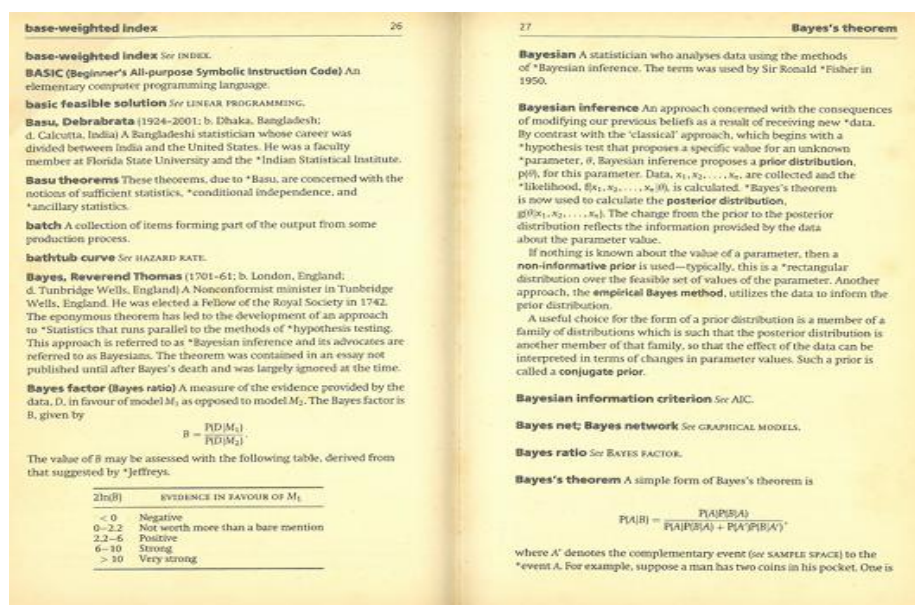 base-weighted index 26
base-weighted index See INDEX.
BASIC (Beginner's All-purpose Symbolic Instruction Code) An
elementary computer programming language.
basic feasible solution See LINEAR PROGRAMMING.
Basu, Debrabrata (1924–2001; b. Dhaka, Bangladesh;
d. Calcutta, India) A Bangladeshi statistician whose career was
divided between India and the United States. He was a faculty
member at Florida State University and the *Indian Statistical Institute.
Basu theorems These theorems, due to *Basu, are concerned with the
notions of sufficient statistics, *conditional independence, and
*ancillary statistics.
batch A collection of items forming part of the output from some
production process.
bathtub curve See HAZARD RATE.
Bayes, Reverend Thomas (1701–61; b. London, England;
d. Tunbridge Wells, England) A Nonconformist minister in Tunbridge
Wells, England. He was elected a Fellow of the Royal Society in 1742.
The eponymous theorem has led to the development of an approach
to *Statistics that runs parallel to the methods of *hypothesis testing.
This approach is referred to as *Bayesian inference and its advocates are
referred to as Bayesians. The theorem was contained in an essay not
published until after Bayes's death and was largely ignored at the time.
Bayes factor (Bayes ratio) A measure of the evidence provided by the
data, D, in favour of model M₁ as opposed to model M₂. The Bayes factor is
B, given by
B = P(D|M₁) / P(D|M₂).
The value of B may be assessed with the following table, derived from
that suggested by *Jeffreys.
2ln(B) EVIDENCE IN FAVOUR OF M₁
< 0 Negative
0–2.2 Not worth more than a bare mention
2.2–6 Positive
6–10 Strong
> 10 Very strong
27 Bayes's theorem
Bayesian A statistician who analyses data using the methods
of *Bayesian inference. The term was used by Sir Ronald *Fisher in
1950.
Bayesian inference An approach concerned with the consequences
of modifying our previous beliefs as a result of receiving new *data.
By contrast with the 'classical' approach, which begins with a
*hypothesis test that proposes a specific value for an unknown
*parameter, θ, Bayesian inference proposes a prior distribution,
p(θ), for this parameter. Data, x₁, x₂, . . . , xₙ, are collected and the
*likelihood, f(x₁, x₂, . . . , xₙ|θ), is calculated. *Bayes's theorem
is now used to calculate the posterior distribution,
g(θ|x₁, x₂, . . . , xₙ). The change from the prior to the posterior
distribution reflects the information provided by the data
about the parameter value.
If nothing is known about the value of a parameter, then a
non-informative prior is used—typically, this is a *rectangular
distribution over the feasible set of values of the parameter. Another
approach, the empirical Bayes method, utilizes the data to inform the
prior distribution.
A useful choice for the form of a prior distribution is a member of a
family of distributions which is such that the posterior distribution is
another member of that family, so that the effect of the data can be
interpreted in terms of changes in parameter values. Such a prior is
called a conjugate prior.
Bayesian information criterion See AIC.
Bayes net; Bayes network See GRAPHICAL MODELS.
Bayes ratio See BAYES FACTOR.
Bayes's theorem A simple form of Bayes's theorem is
P(A|B) = P(A)P(B|A) / P(A)P(B|A) + P(A′)P(B|A′),
where A′ denotes the complementary event (see SAMPLE SPACE) to the
*event A. For example, suppose a man has two coins in his pocket. One is